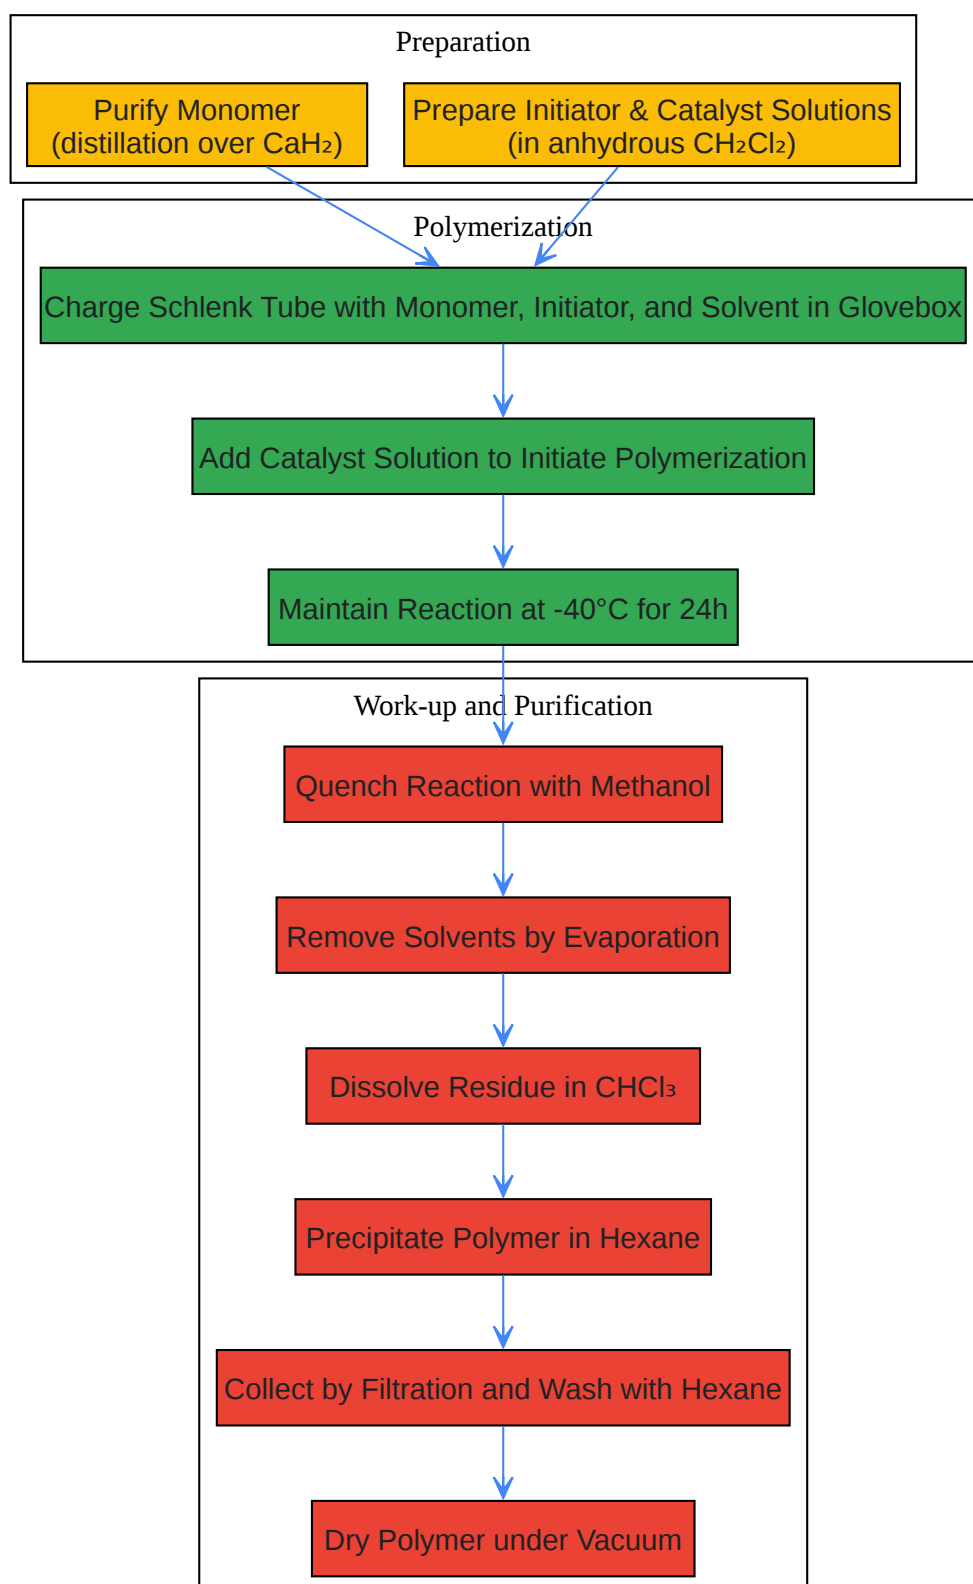 Preparation
Purify Monomer
(distillation over CaH₂)
Prepare Initiator & Catalyst Solutions
(in anhydrous CH₂Cl₂)
Polymerization
Charge Schlenk Tube with Monomer, Initiator, and Solvent in Glovebox
Add Catalyst Solution to Initiate Polymerization
Maintain Reaction at -40°C for 24h
Work-up and Purification
Quench Reaction with Methanol
Remove Solvents by Evaporation
Dissolve Residue in CHCl₃
Precipitate Polymer in Hexane
Collect by Filtration and Wash with Hexane
Dry Polymer under Vacuum